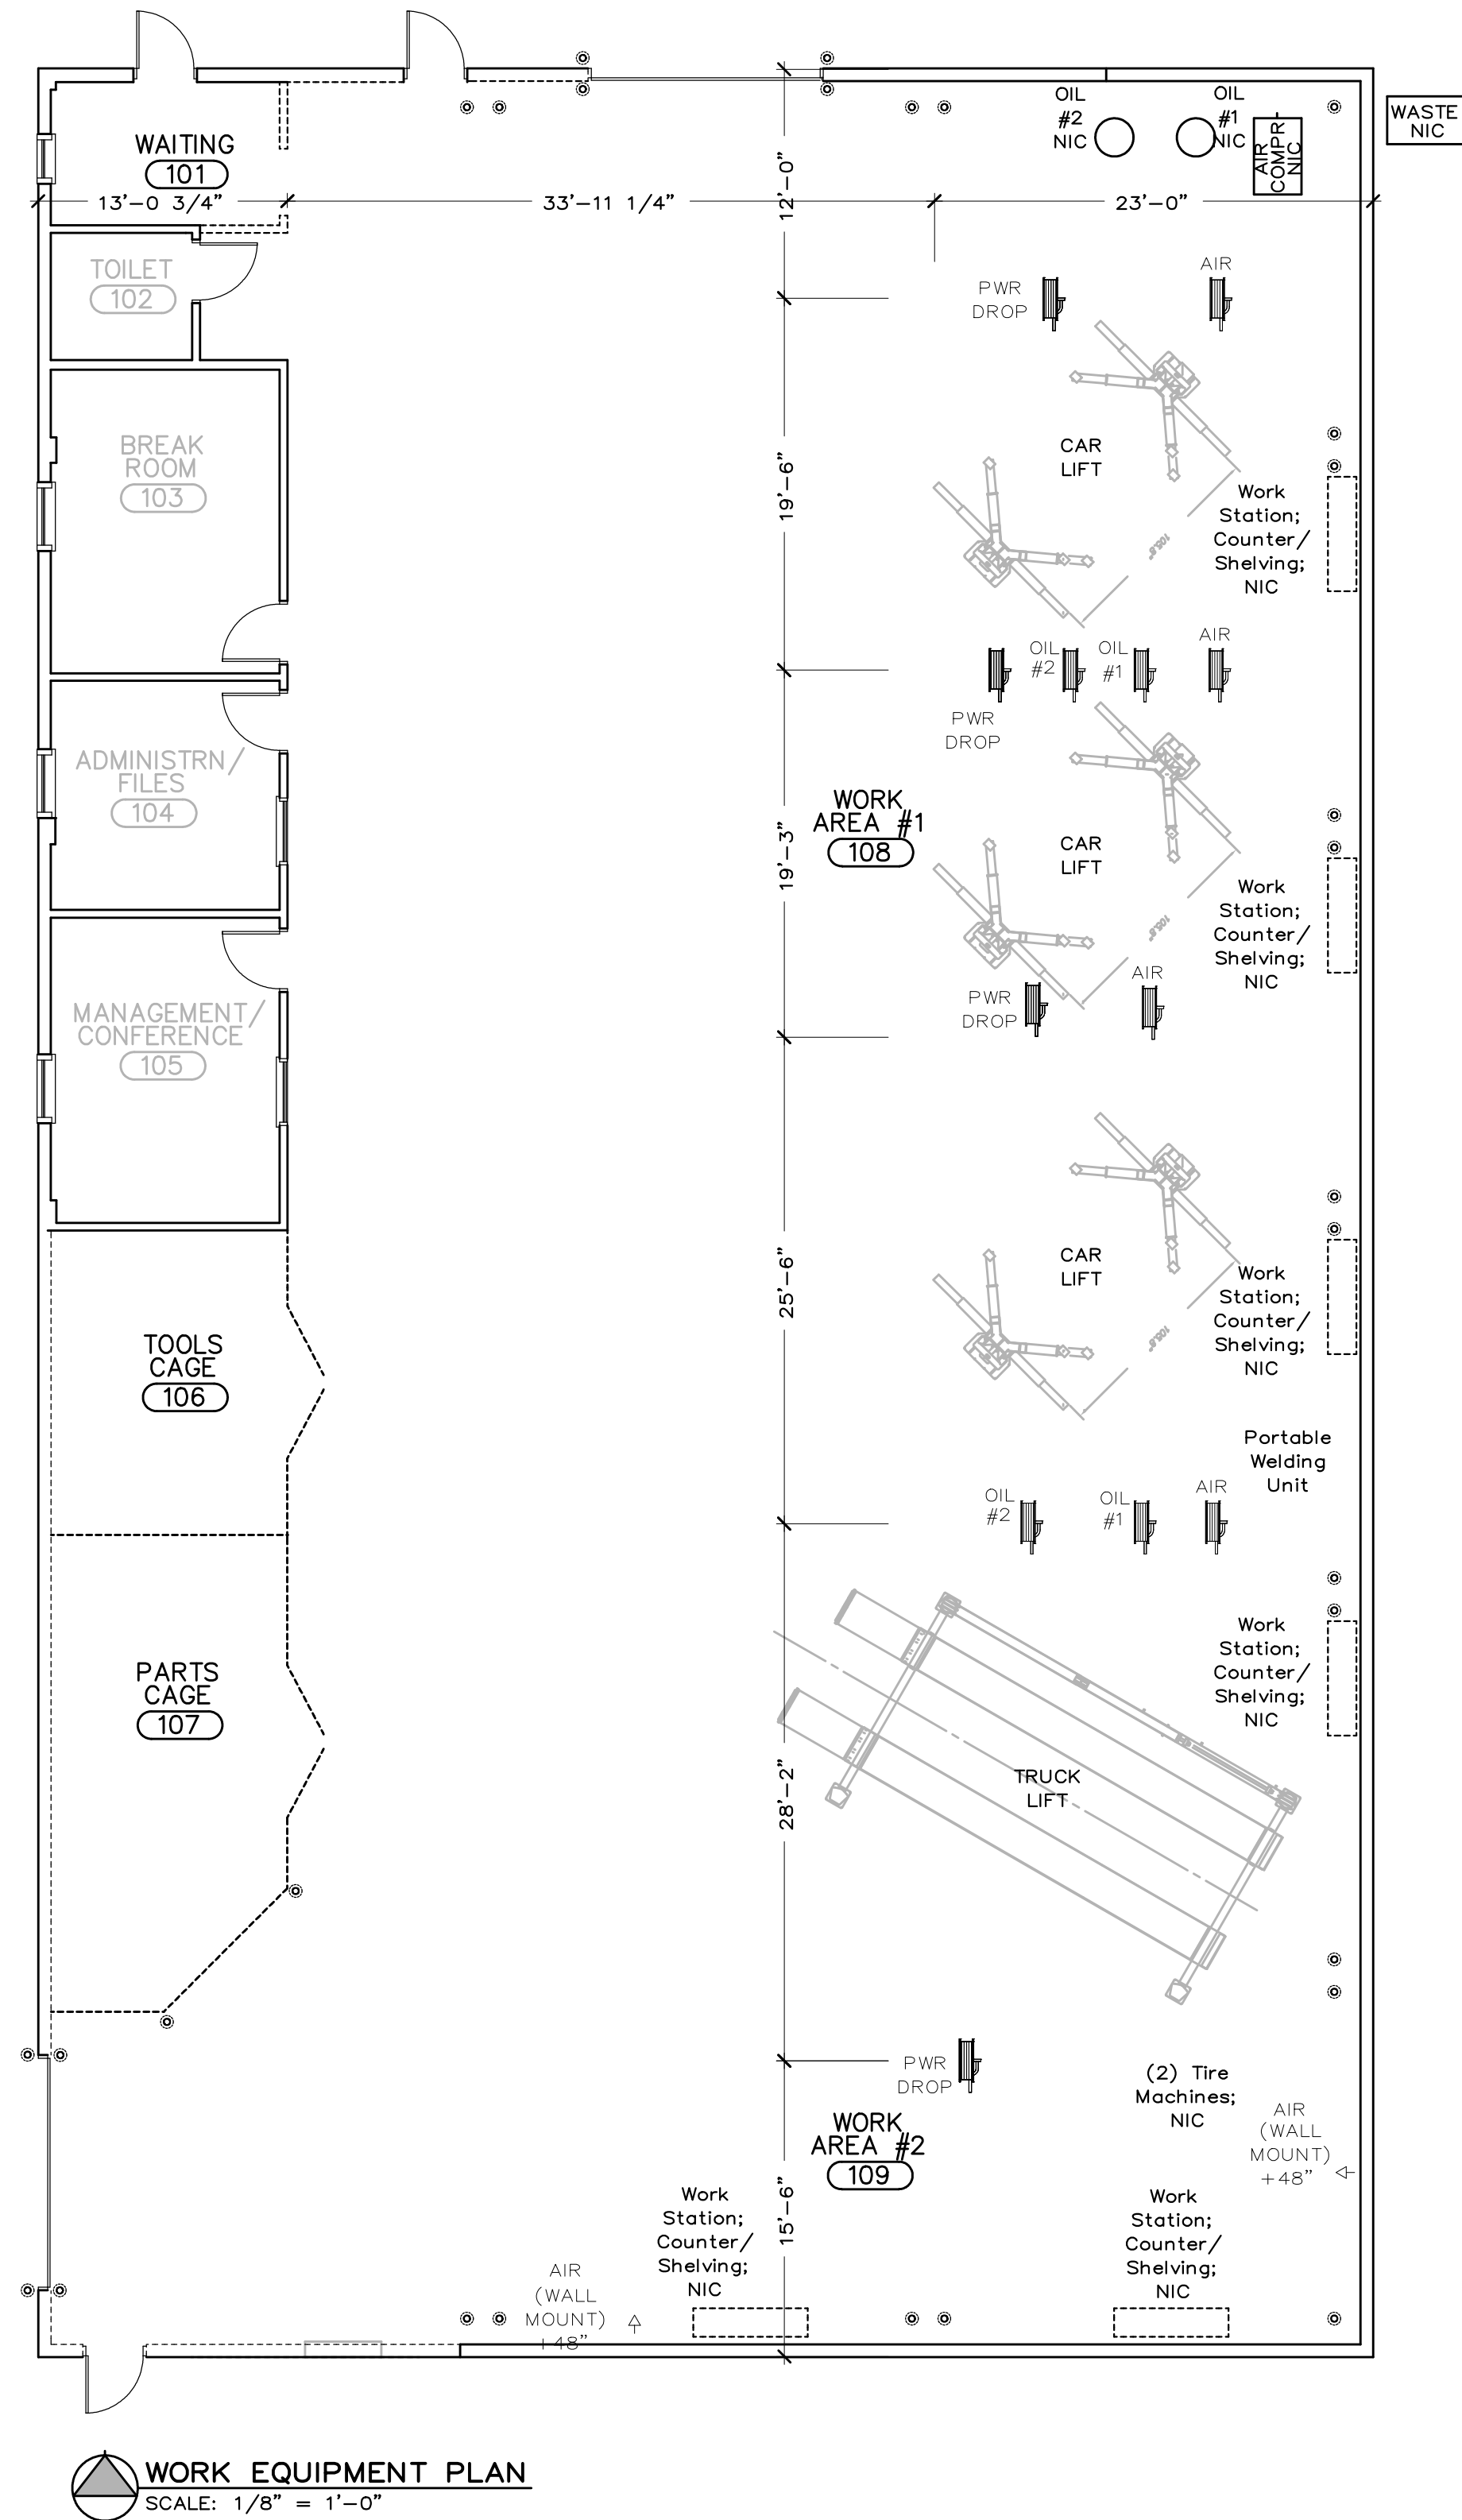 OIL
#2
NIC
OIL
#1
NIC
AIR
COMPR-
NIC
WASTE
NIC
WAITING
101
13'-0 3/4"
33'-11 1/4"
12'-0"
23'-0"
TOILET
102
PWR
DROP
AIR
BREAK
ROOM
103
19'-6"
CAR
LIFT
105.8"
Work
Station;
Counter/
Shelving;
NIC
OIL
#2
OIL
#1
AIR
PWR
DROP
ADMINISTRN/
FILES
104
19'-3"
WORK
AREA #1
108
CAR
LIFT
105.8"
Work
Station;
Counter/
Shelving;
NIC
MANAGEMENT/
CONFERENCE
105
PWR
DROP
AIR
25'-6"
CAR
LIFT
105.8"
Work
Station;
Counter/
Shelving;
NIC
TOOLS
CAGE
106
Portable
Welding
Unit
OIL
#2
OIL
#1
AIR
PARTS
CAGE
107
Work
Station;
Counter/
Shelving;
NIC
28'-2"
TRUCK
LIFT
PWR
DROP
(2) Tire
Machines;
NIC
AIR
(WALL
MOUNT)
+48"
WORK
AREA #2
109
15'-6"
Work
Station;
Counter/
Shelving;
NIC
Work
Station;
Counter/
Shelving;
NIC
AIR
(WALL
MOUNT)
+48"
WORK EQUIPMENT PLAN
SCALE: 1/8" = 1'-0"